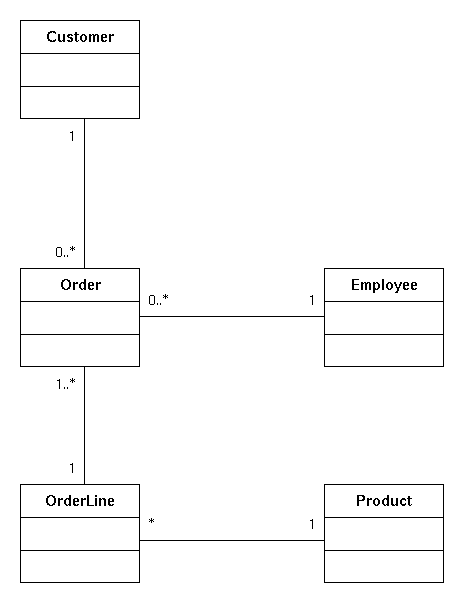 Customer
1
0..*
Order
0..*
1
Employee
1..*
1
OrderLine
*
1
Product